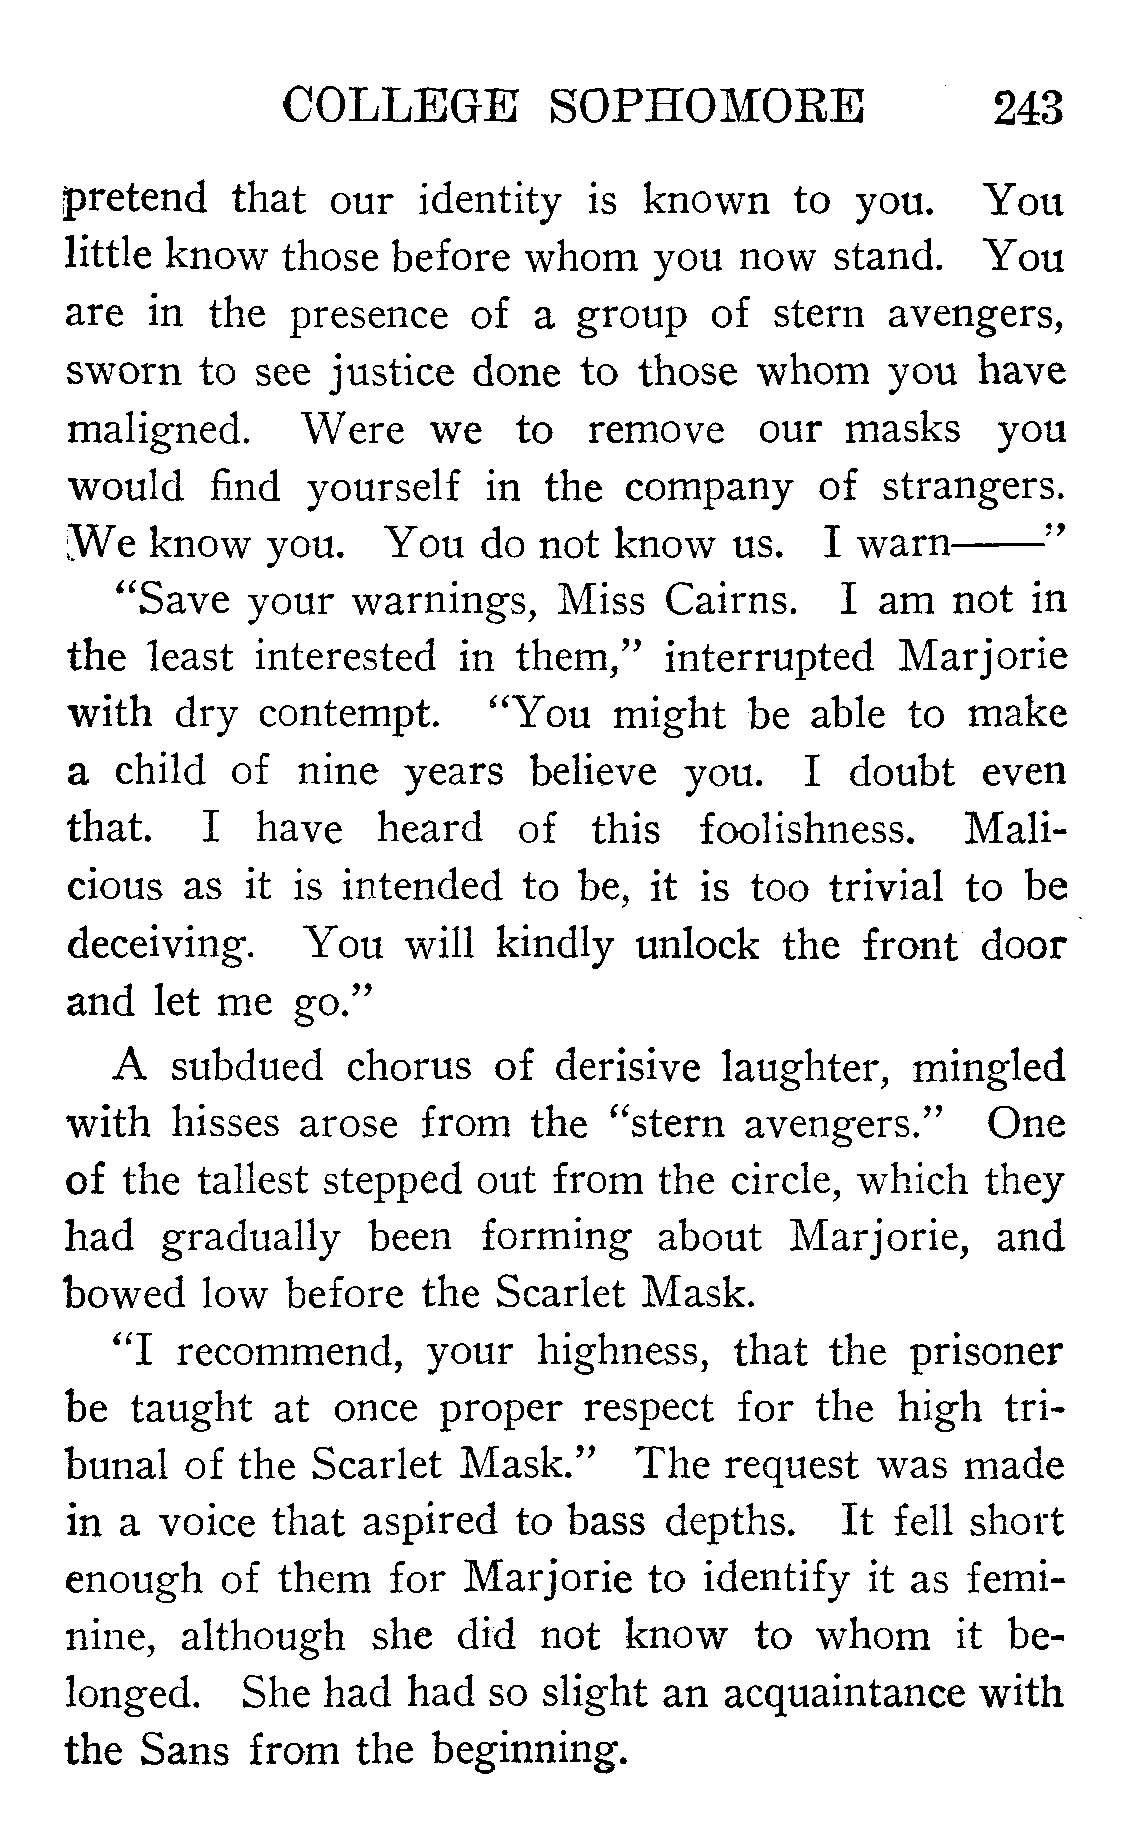 COLLEGE SOPHOMORE 243
pretend that our identity is known to you. You
little know those before whom you now stand. You
are in the presence of a group of stern avengers,
sworn to see justice done to those whom you have
maligned. Were we to remove our masks you
would find yourself in the company of strangers.
We know you. You do not know us. I warn——”
“Save your warnings, Miss Cairns. I am not in
the least interested in them,” interrupted Marjorie
with dry contempt. “You might be able to make
a child of nine years believe you. I doubt even
that. I have heard of this foolishness. Mali-
cious as it is intended to be, it is too trivial to be
deceiving. You will kindly unlock the front door
and let me go.”
A subdued chorus of derisive laughter, mingled
with hisses arose from the “stern avengers.” One
of the tallest stepped out from the circle, which they
had gradually been forming about Marjorie, and
bowed low before the Scarlet Mask.
“I recommend, your highness, that the prisoner
be taught at once proper respect for the high tri-
bunal of the Scarlet Mask.” The request was made
in a voice that aspired to bass depths. It fell short
enough of them for Marjorie to identify it as femi-
nine, although she did not know to whom it be-
longed. She had had so slight an acquaintance with
the Sans from the beginning.